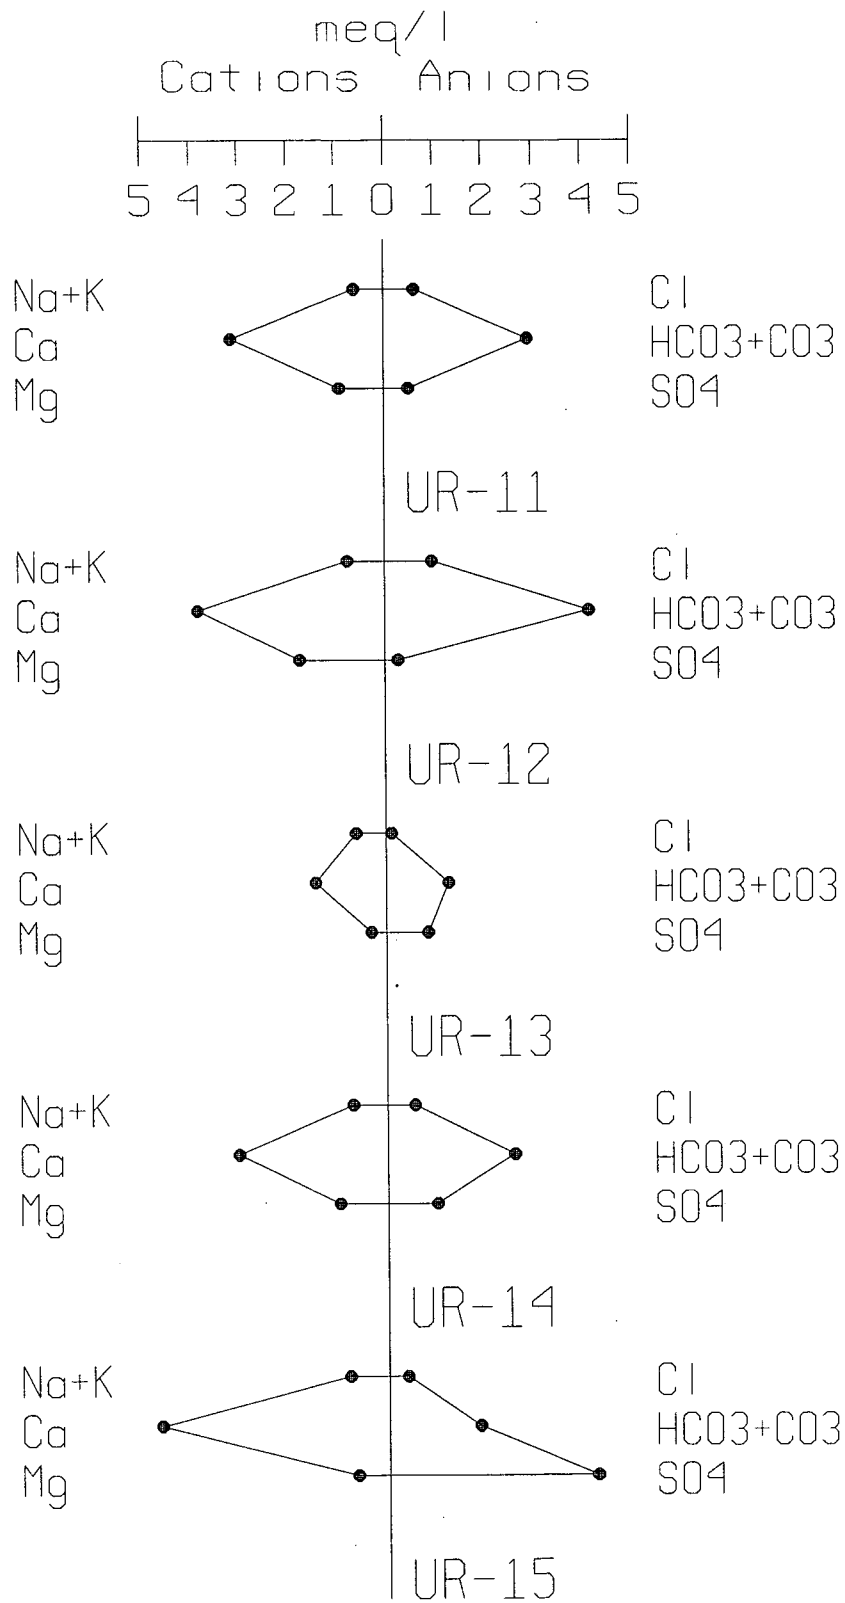 meq/l
Cations Anions
5 4 3 2 1 0 1 2 3 4 5
Na+K Cl
Ca HCO3+CO3
Mg SO4
UR-11
Na+K Cl
Ca HCO3+CO3
Mg SO4
UR-12
Na+K Cl
Ca HCO3+CO3
Mg SO4
UR-13
Na+K Cl
Ca HCO3+CO3
Mg SO4
UR-14
Na+K Cl
Ca HCO3+CO3
Mg SO4
UR-15